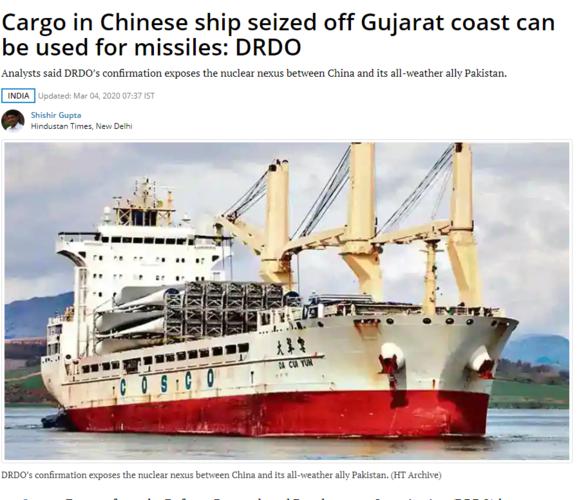 Cargo in Chinese ship seized off Gujarat coast can
be used for missiles: DRDO
Analysts said DRDO's confirmation exposes the nuclear nexus between China and its all-weather ally Pakistan.
INDIA Updated: Mar 04, 2020 07:37 IST
Shishir Gupta
Hindustan Times, New Delhi
大翠雲
DA CUI YUN
COSCO
DRDO's confirmation exposes the nuclear nexus between China and its all-weather ally Pakistan. (HT Archive)